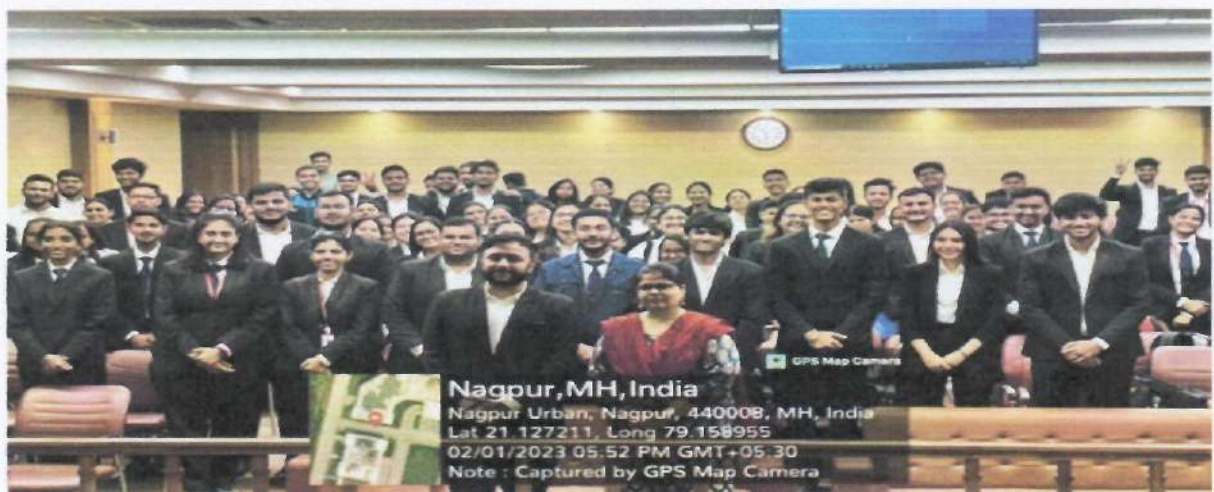 GPS Map Camera
Nagpur,MH,India
Nagpur Urban, Nagpur, 440008, MH, India
Lat 21.127211, Long 79.158955
02/01/2023 05:52 PM GMT+05:30
Note : Captured by GPS Map Camera